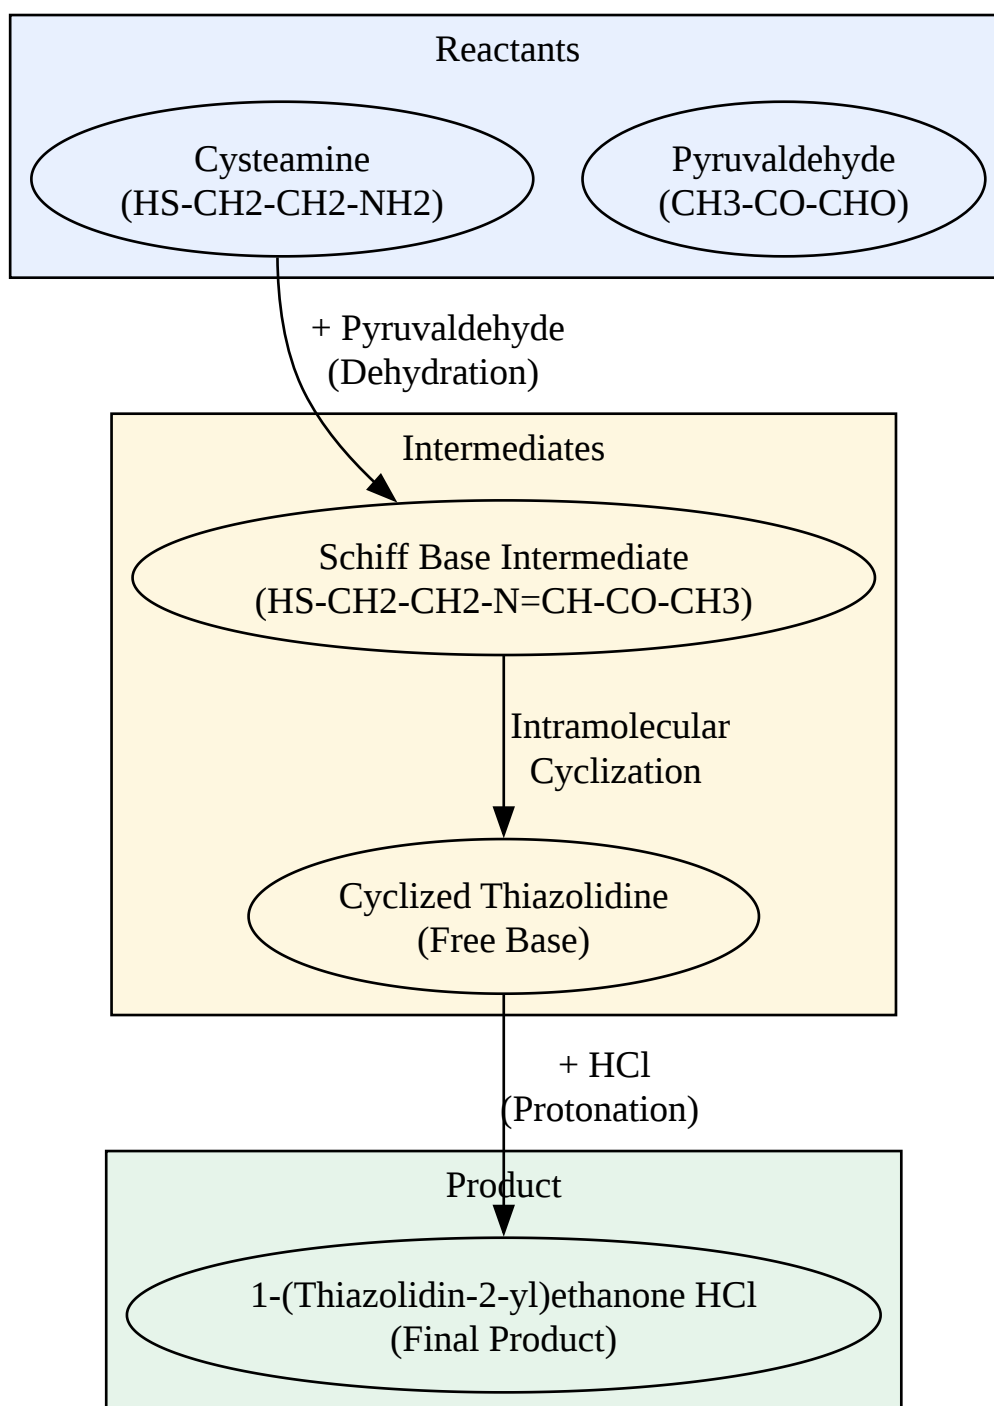 Reactants
Cysteamine
(HS-CH2-CH2-NH2)
Pyruvaldehyde
(CH3-CO-CHO)
+ Pyruvaldehyde
(Dehydration)
Intermediates
Schiff Base Intermediate
(HS-CH2-CH2-N=CH-CO-CH3)
Intramolecular
Cyclization
Cyclized Thiazolidine
(Free Base)
+ HCl
(Protonation)
Product
1-(Thiazolidin-2-yl)ethanone HCl
(Final Product)